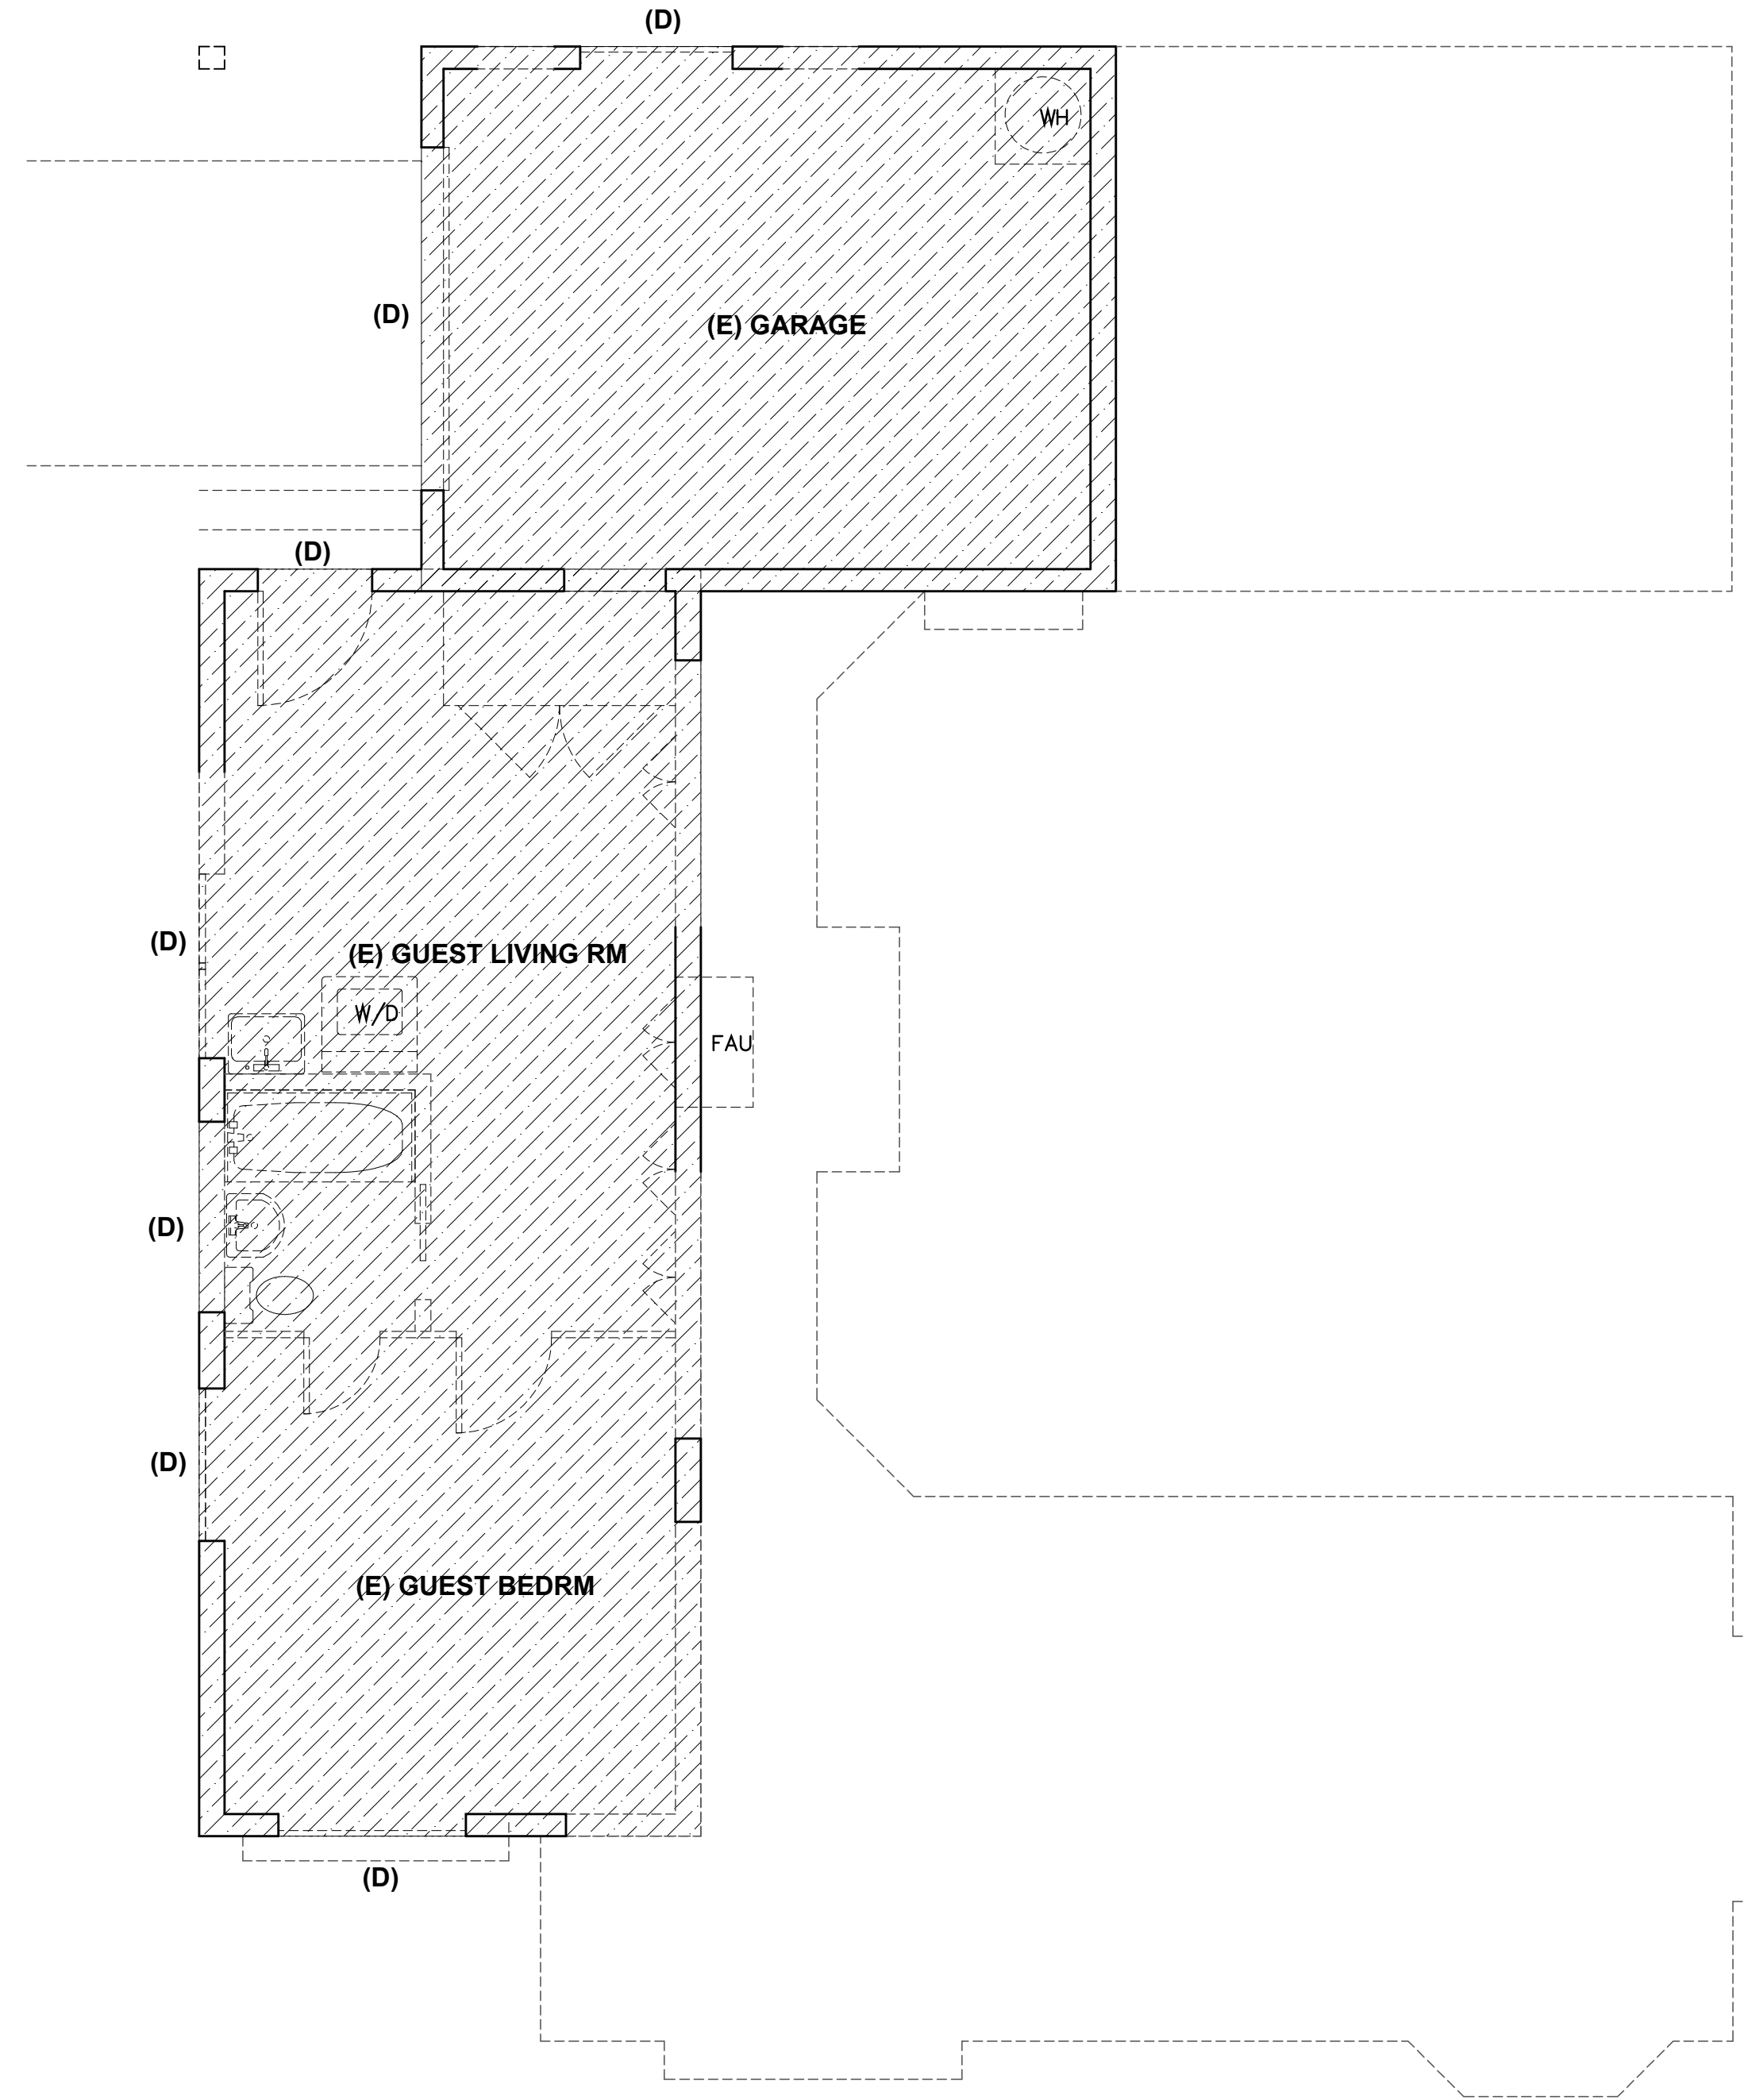 (D)
WH
(D)
(E) GARAGE
(D)
(D)
(E) GUEST LIVING RM
W/D
FAU
(D)
(D)
(E) GUEST BEDRM
(D)